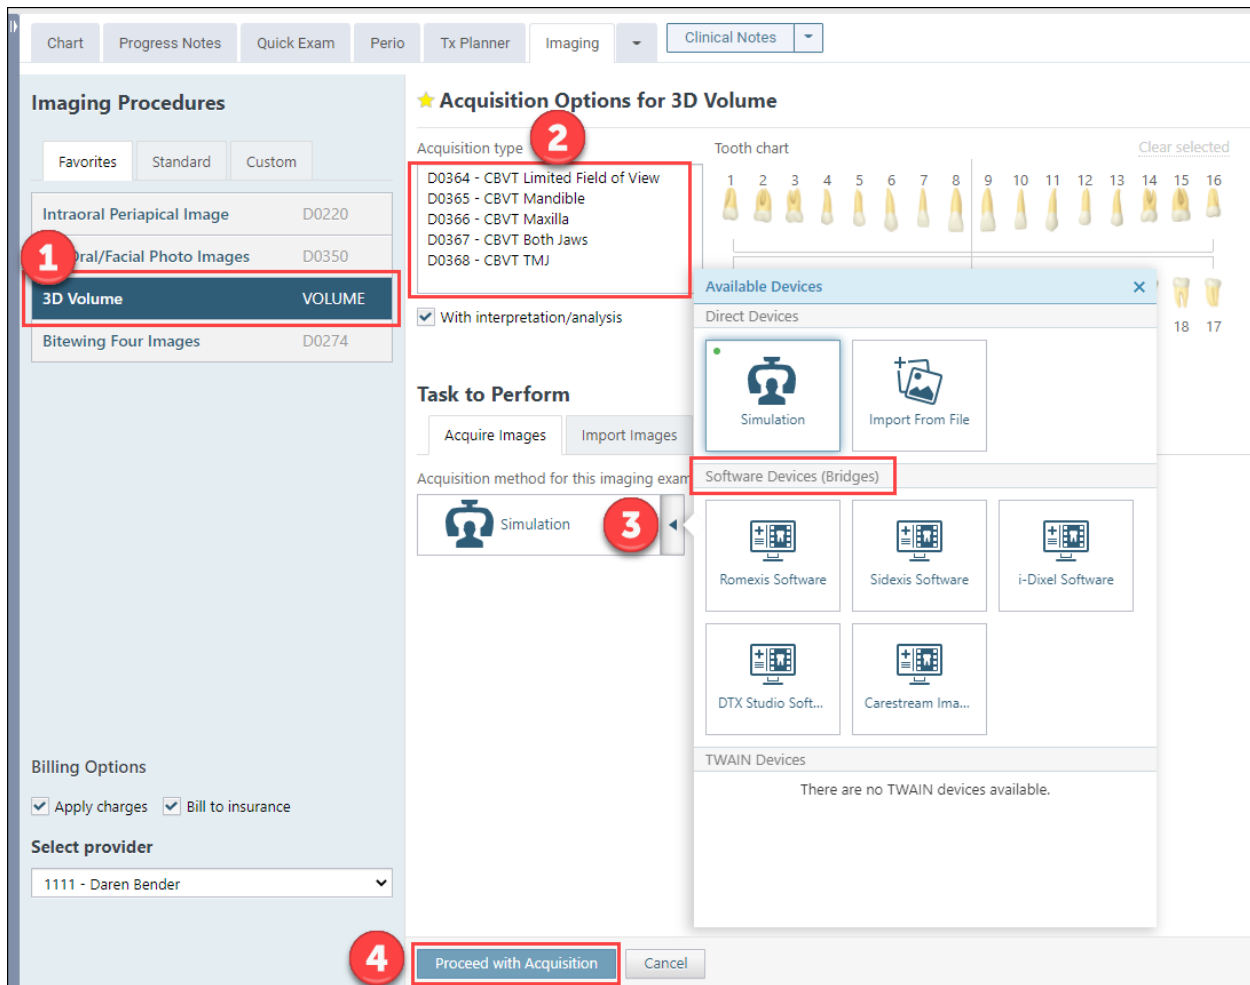 Chart Progress Notes Quick Exam Perio Tx Planner Imaging Clinical Notes
Imaging Procedures
Favorites Standard Custom
Intraoral Periapical Image D0220
Oral/Facial Photo Images D0350
1
3D Volume VOLUME
Bitewing Four Images D0274
Billing Options
Apply charges Bill to insurance
Select provider
1111 - Daren Bender
Acquisition Options for 3D Volume
2
Acquisition type
D0364 - CBVT Limited Field of View
D0365 - CBVT Mandible
D0366 - CBVT Maxilla
D0367 - CBVT Both Jaws
D0368 - CBVT TMJ
With interpretation/analysis
Tooth chart Clear selected
1 2 3 4 5 6 7 8 9 10 11 12 13 14 15 16
18 17
Task to Perform
Acquire Images Import Images
Acquisition method for this imaging exam
Simulation
3
Available Devices
Direct Devices
Simulation Import From File
Software Devices (Bridges)
Romexis Software Sidexis Software i-Dixel Software
DTX Studio Soft... Carestream Ima...
TWAIN Devices
There are no TWAIN devices available.
4
Proceed with Acquisition Cancel